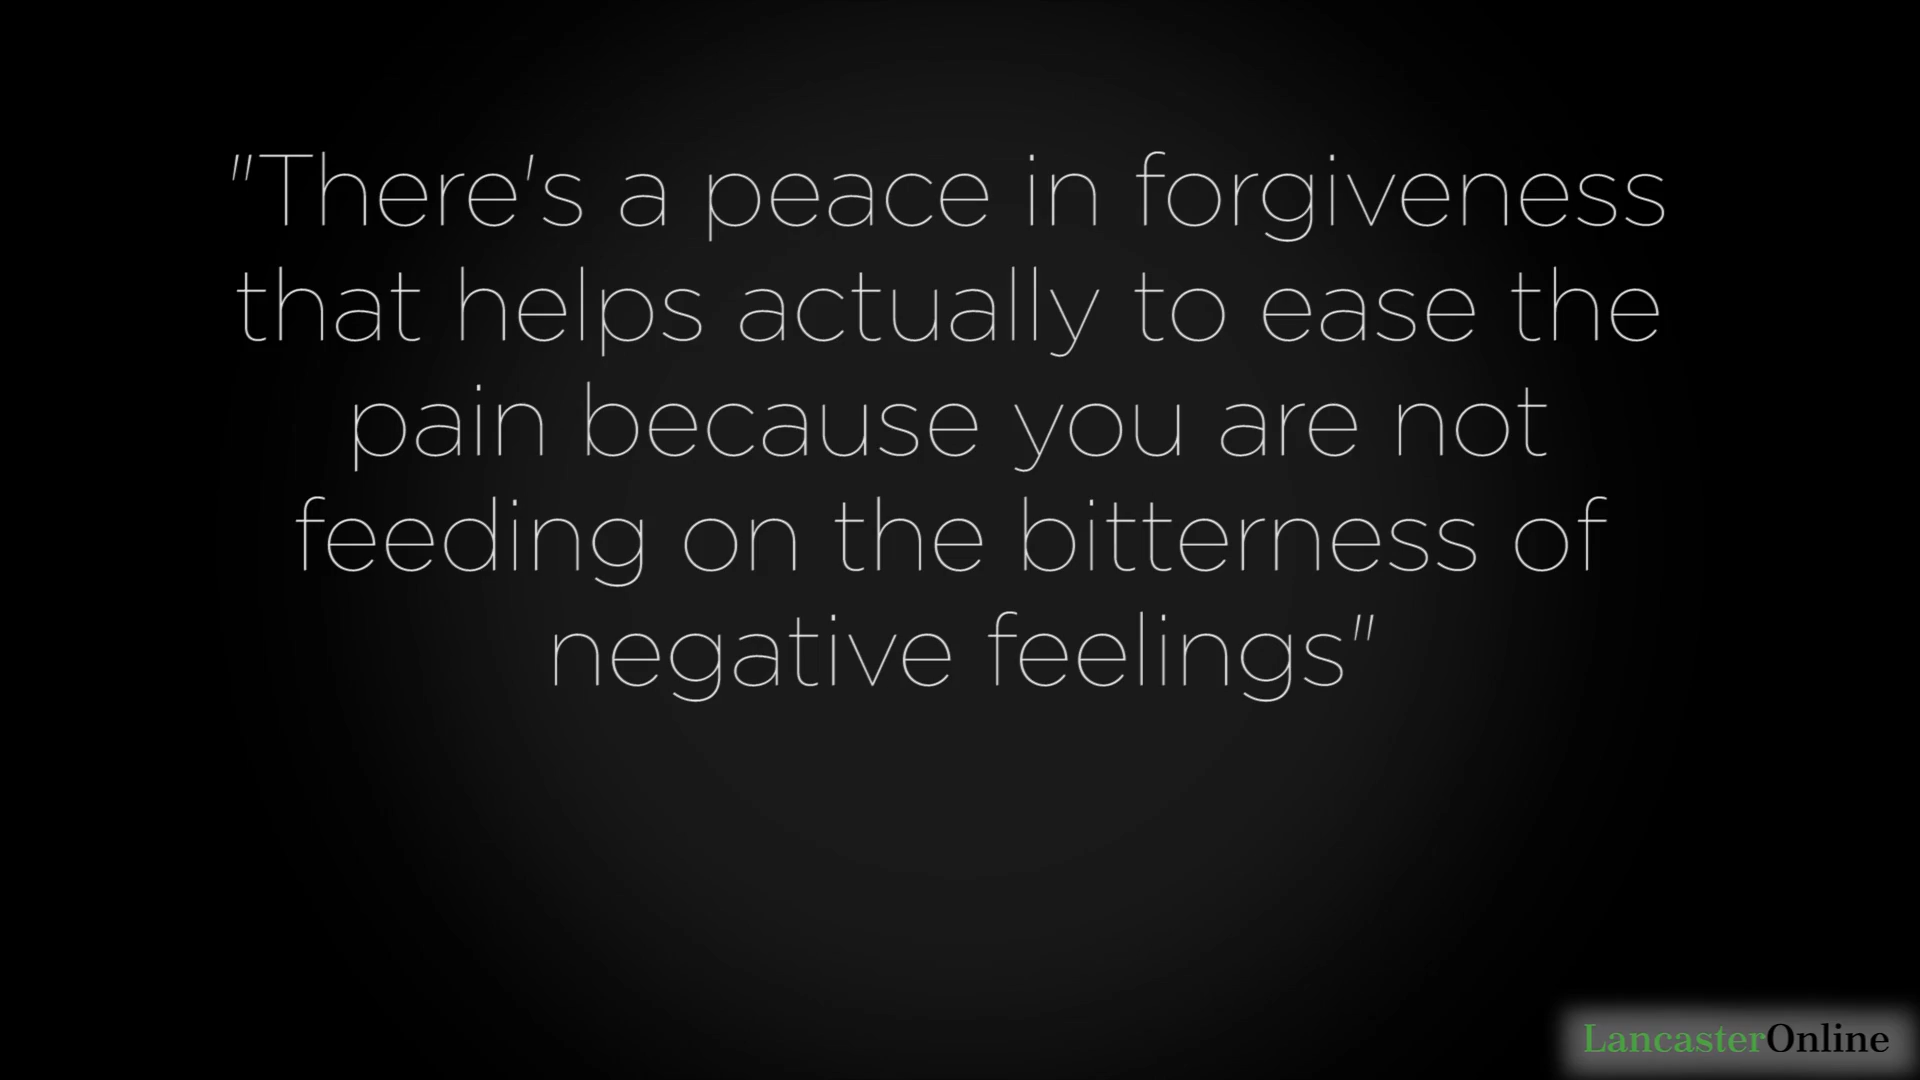 "There's a peace in forgiveness
that helps actually to ease the
pain because you are not
feeding on the bitterness of
negative feelings"
LancasterOnline